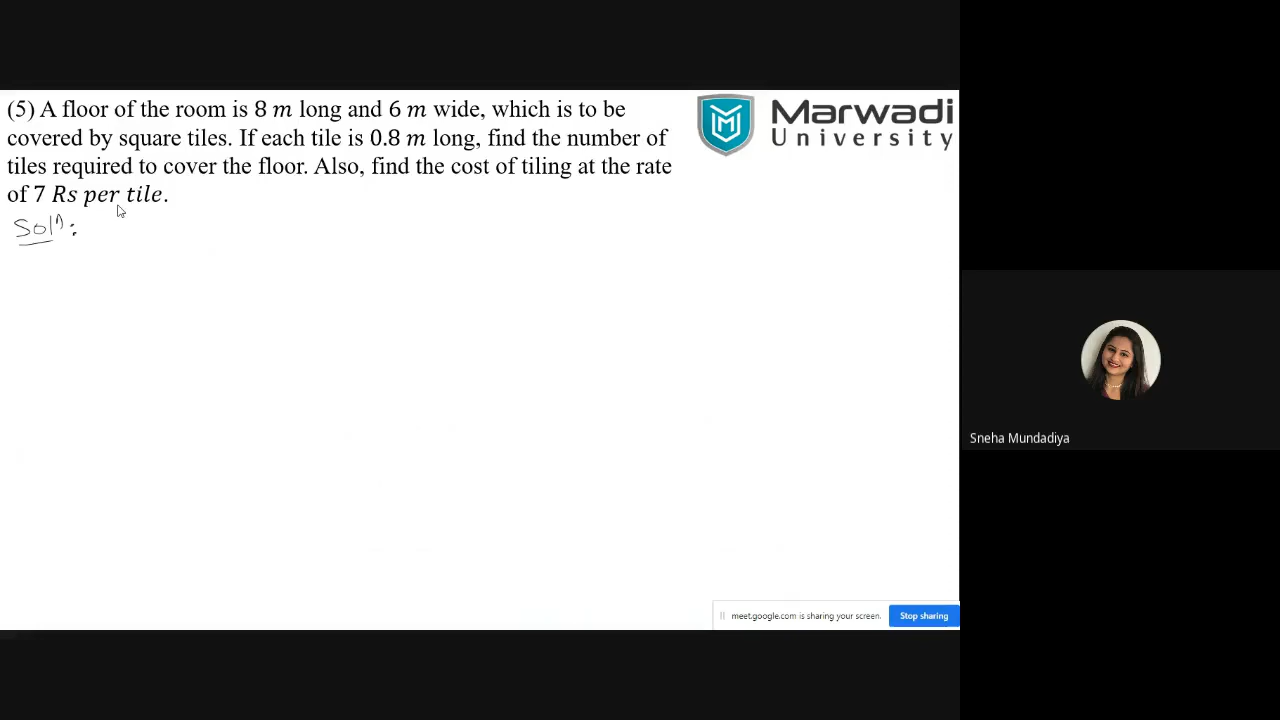 (5) A floor of the room is 8 m long and 6 m wide, which is to be
covered by square tiles. If each tile is 0.8 m long, find the number of
tiles required to cover the floor. Also, find the cost of tiling at the rate
of 7 Rs per tile.
Marwadi
University
Solⁿ:
Sneha Mundadiya
meet.google.com is sharing your screen.
Stop sharing